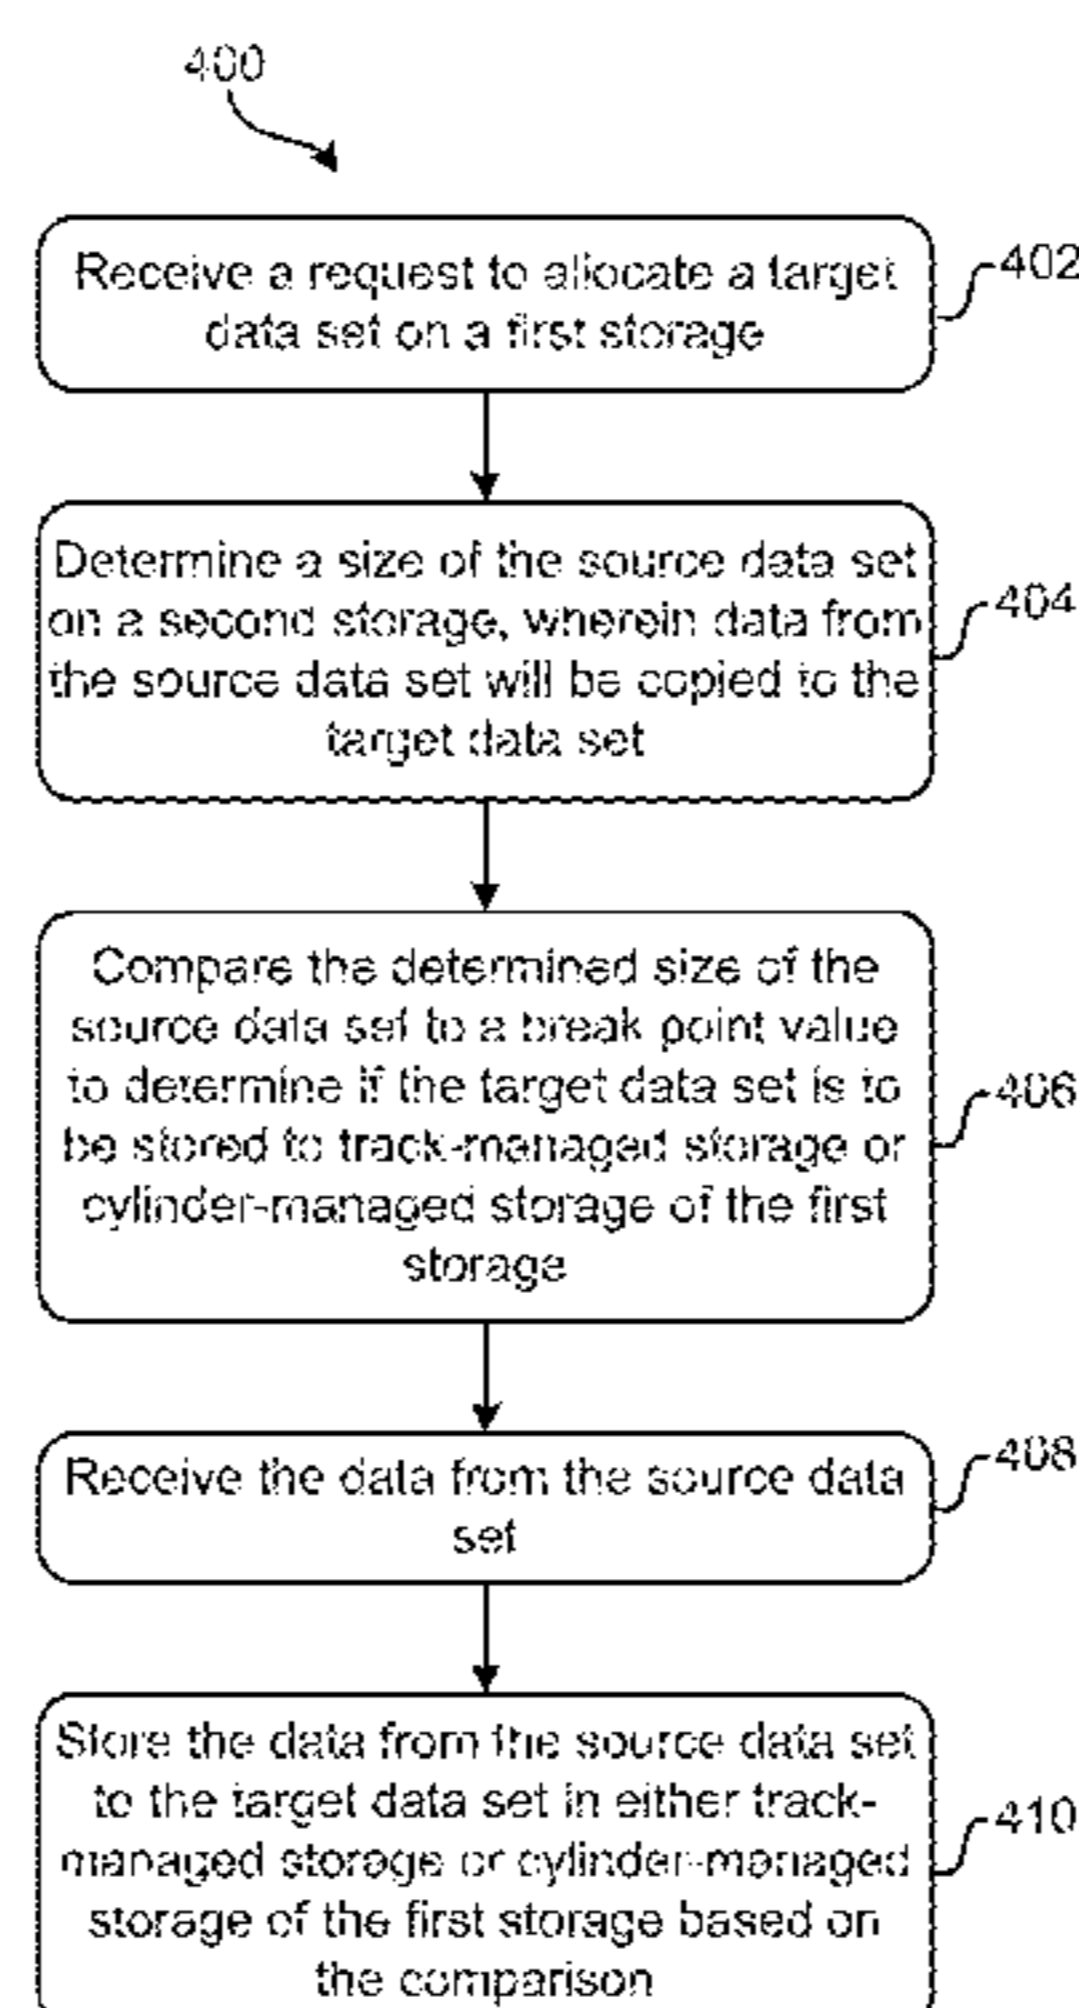 400
Receive a request to allocate a target
data set on a first storage
402
Determine a size of the source data set
on a second storage, wherein data from
the source data set will be copied to the
target data set
404
Compare the determined size of the
source data set to a break point value
to determine if the target data set is to
be stored to track-managed storage or
cylinder-managed storage of the first
storage
406
Receive the data from the source data
set
408
Store the data from the source data set
to the target data set in either track-
managed storage or cylinder-managed
storage of the first storage based on
the comparison
410